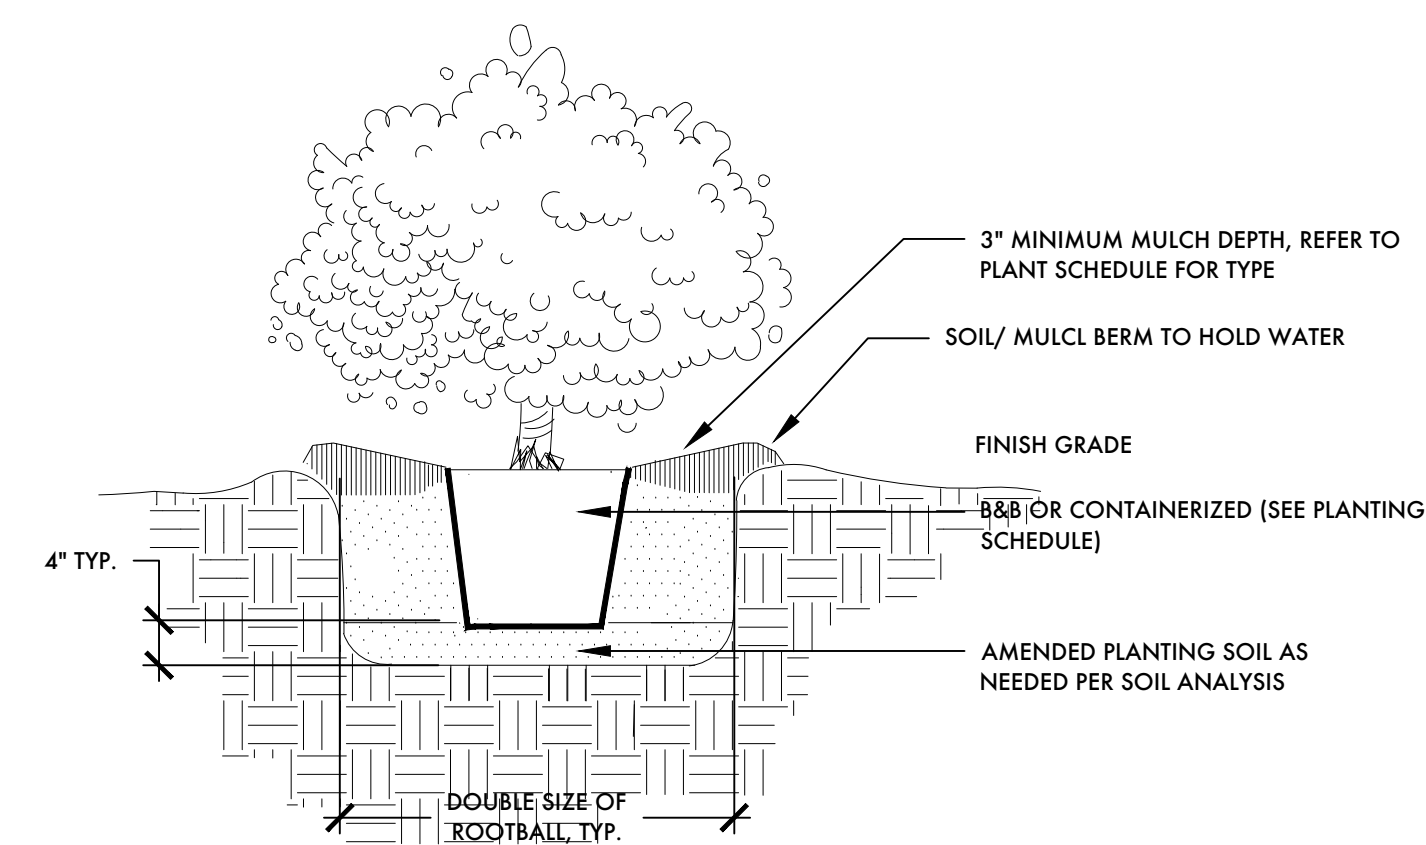 3" MINIMUM MULCH DEPTH, REFER TO
PLANT SCHEDULE FOR TYPE
SOIL/ MULCL BERM TO HOLD WATER
FINISH GRADE
B&B OR CONTAINERIZED (SEE PLANTING
SCHEDULE)
4" TYP.
AMENDED PLANTING SOIL AS
NEEDED PER SOIL ANALYSIS
DOUBLE SIZE OF
ROOTBALL, TYP.